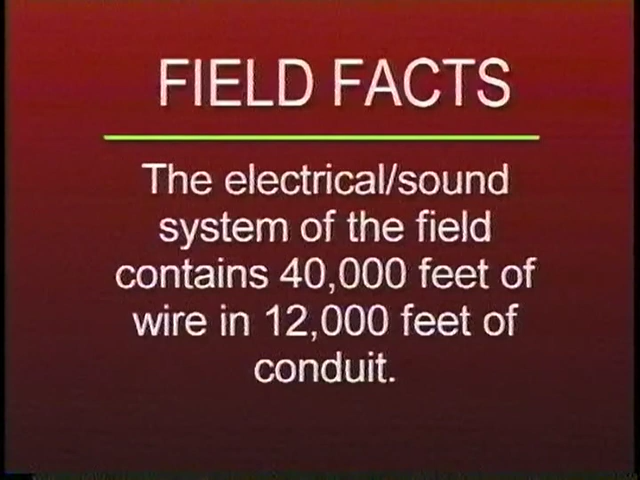 FIELD FACTS
The electrical/sound
system of the field
contains 40,000 feet of
wire in 12,000 feet of
conduit.